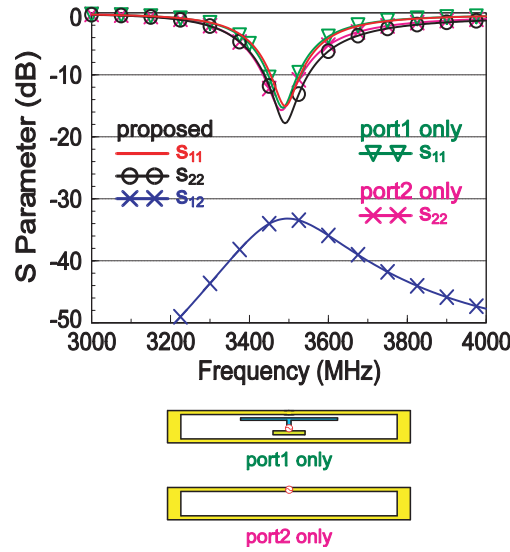 0
-10
-20
-30
-40
-50
S Parameter (dB)
proposed
S11
S22
S12
port1 only
S11
port2 only
S22
3000 3200 3400 3600 3800 4000
Frequency (MHz)
port1 only
port2 only